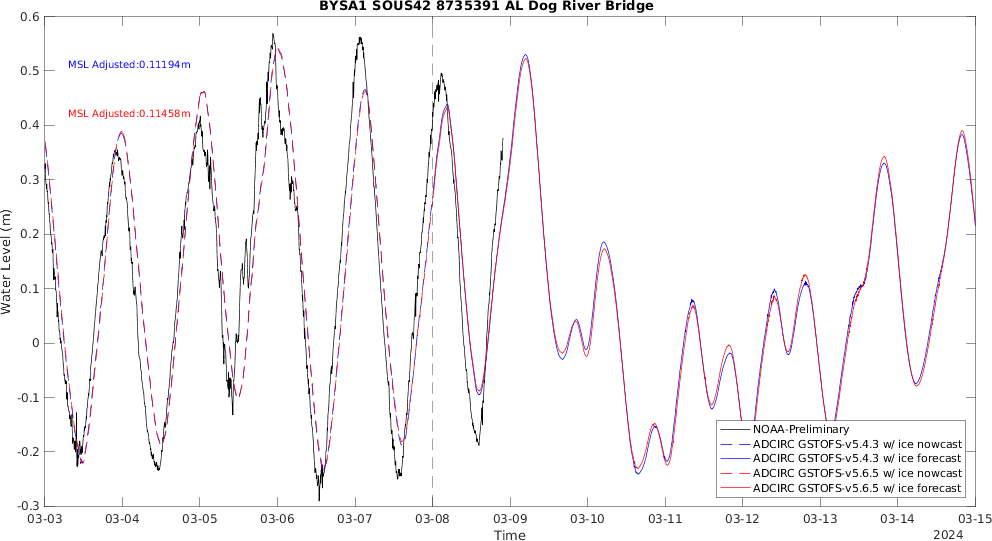 BYSA1 SOUS42 8735391 AL Dog River Bridge
MSL Adjusted:0.11194m
MSL Adjusted:0.11458m
Water Level (m)
0.6
0.5
0.4
0.3
0.2
0.1
0
-0.1
-0.2
-0.3
NOAA-Preliminary
ADCIRC GSTOFS-v5.4.3 w/ ice nowcast
ADCIRC GSTOFS-v5.4.3 w/ ice forecast
ADCIRC GSTOFS-v5.6.5 w/ ice nowcast
ADCIRC GSTOFS-v5.6.5 w/ ice forecast
03-03 03-04 03-05 03-06 03-07 03-08 03-09 03-10 03-11 03-12 03-13 03-14 03-15
Time
2024